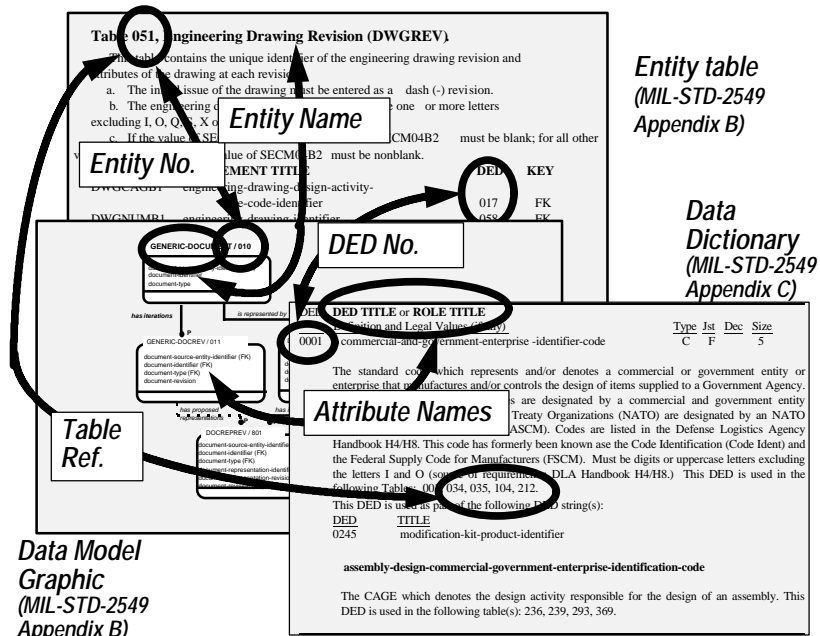 Table 051, Engineering Drawing Revision (DWGREV).
This table contains the unique identifier of the engineering drawing revision and
attributes of the drawing at each revision
a. The initial issue of the drawing must be entered as a dash (-) revision.
b. The engineering one or more letters
excluding I, O, Q, S, X o
c. If the value of SE CM04B2 must be blank; for all other
alue of SECM04-B2 must be nonblank.
EMENT TITLE DED KEY
DWGCAGB1 engineering-drawing-design-activity-
e-code-identifier 017 FK
DWGNUMB1 engineering-drawing-identifier 058 FK
Entity table
(MIL-STD-2549
Appendix B)
Entity Name
Entity No.
DED No.
Data
Dictionary
(MIL-STD-2549
Appendix C)
GENERIC-DOCUMENT / 010
document-identifier
document-type
has iterations
is represented by
P
GENERIC-DOCREV / 011
document-source-entity-identifier (FK)
document-identifier (FK)
document-type (FK)
document-revision
has proposed
representations
P
DOCREPREV / 801
document-source-entity-identifie
document-identifier (FK)
document-type (FK)
document-representation-identifi
Table
Ref.
Attribute Names
DED DED TITLE or ROLE TITLE
Definition and Legal Values (if any) Type Jst Dec Size
0001 commercial-and-government-enterprise -identifier-code C F 5
The standard code which represents and/or denotes a commercial or government entity or
enterprise that manufactures and/or controls the design of items supplied to a Government Agency.
s are designated by a commercial and government entity
Treaty Organizations (NATO) are designated by an NATO
ASCM). Codes are listed in the Defense Logistics Agency
Handbook H4/H8. This code has formerly been known ase the Code Identification (Code Ident) and
the Federal Supply Code for Manufacturers (FSCM). Must be digits or uppercase letters excluding
the letters I and O (source of requirement DLA Handbook H4/H8.) This DED is used in the
following Tables: 034, 035, 104, 212.
This DED is used as part of the following DED string(s):
DED TITLE
0245 modification-kit-product-identifier
assembly-design-commercial-government-enterprise-identification-code
The CAGE which denotes the design activity responsible for the design of an assembly. This
DED is used in the following table(s): 236, 239, 293, 369.
Data Model
Graphic
(MIL-STD-2549
Appendix B)